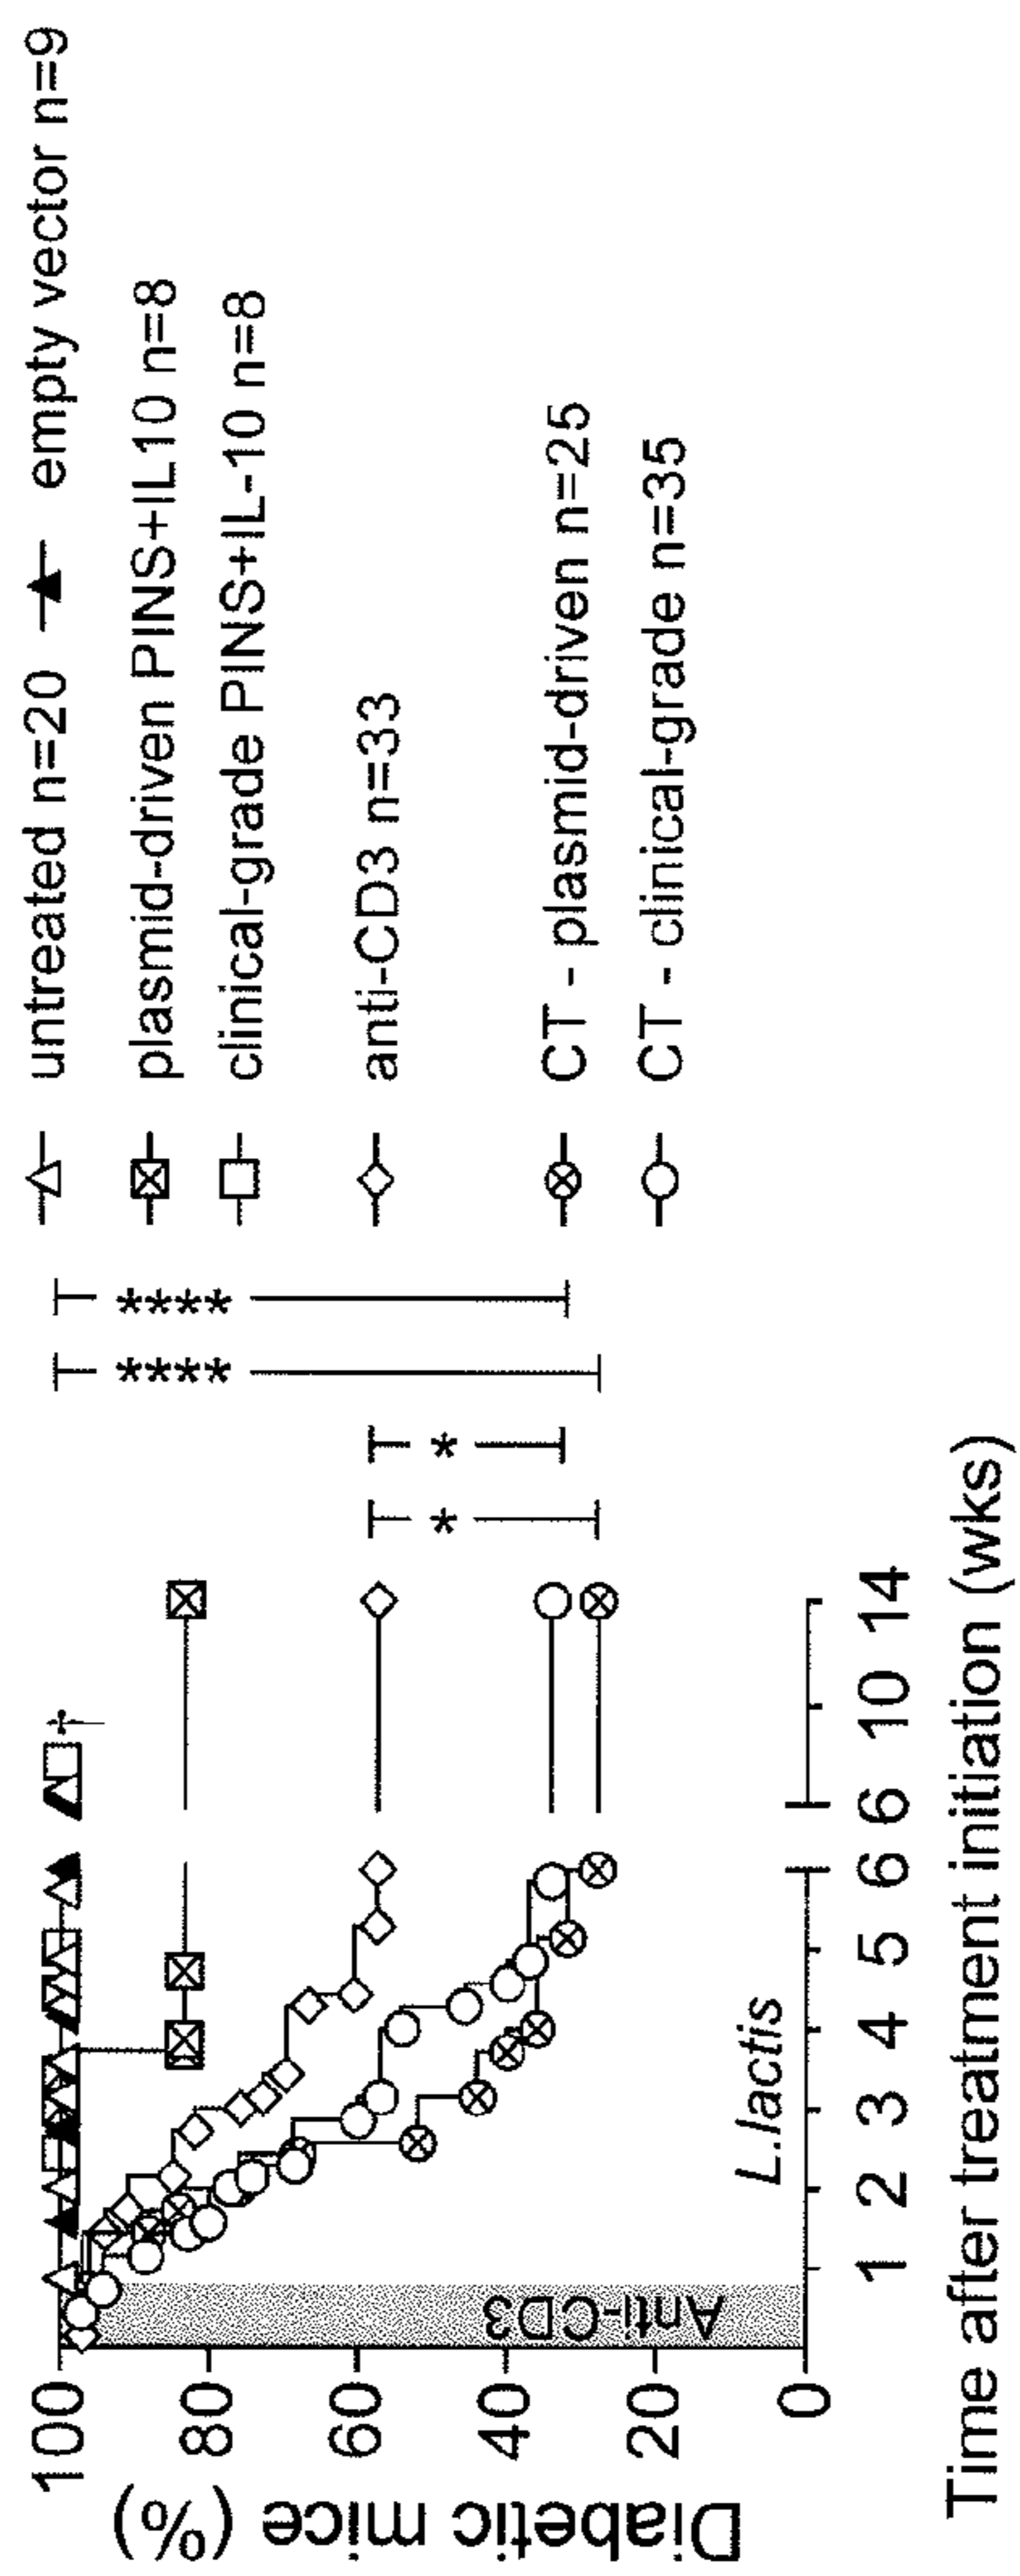 untreated n=20 empty vector n=9
plasmid-driven PINS+IL10 n=8
clinical-grade PINS+IL-10 n=8
anti-CD3 n=33
CT - plasmid-driven n=25
CT - clinical-grade n=35
****
****
*
*
†
Diabetic mice (%)
100
80
60
40
20
0
Anti-CD3
L.lactis
1 2 3 4 5 6 6 10 14
Time after treatment initiation (wks)